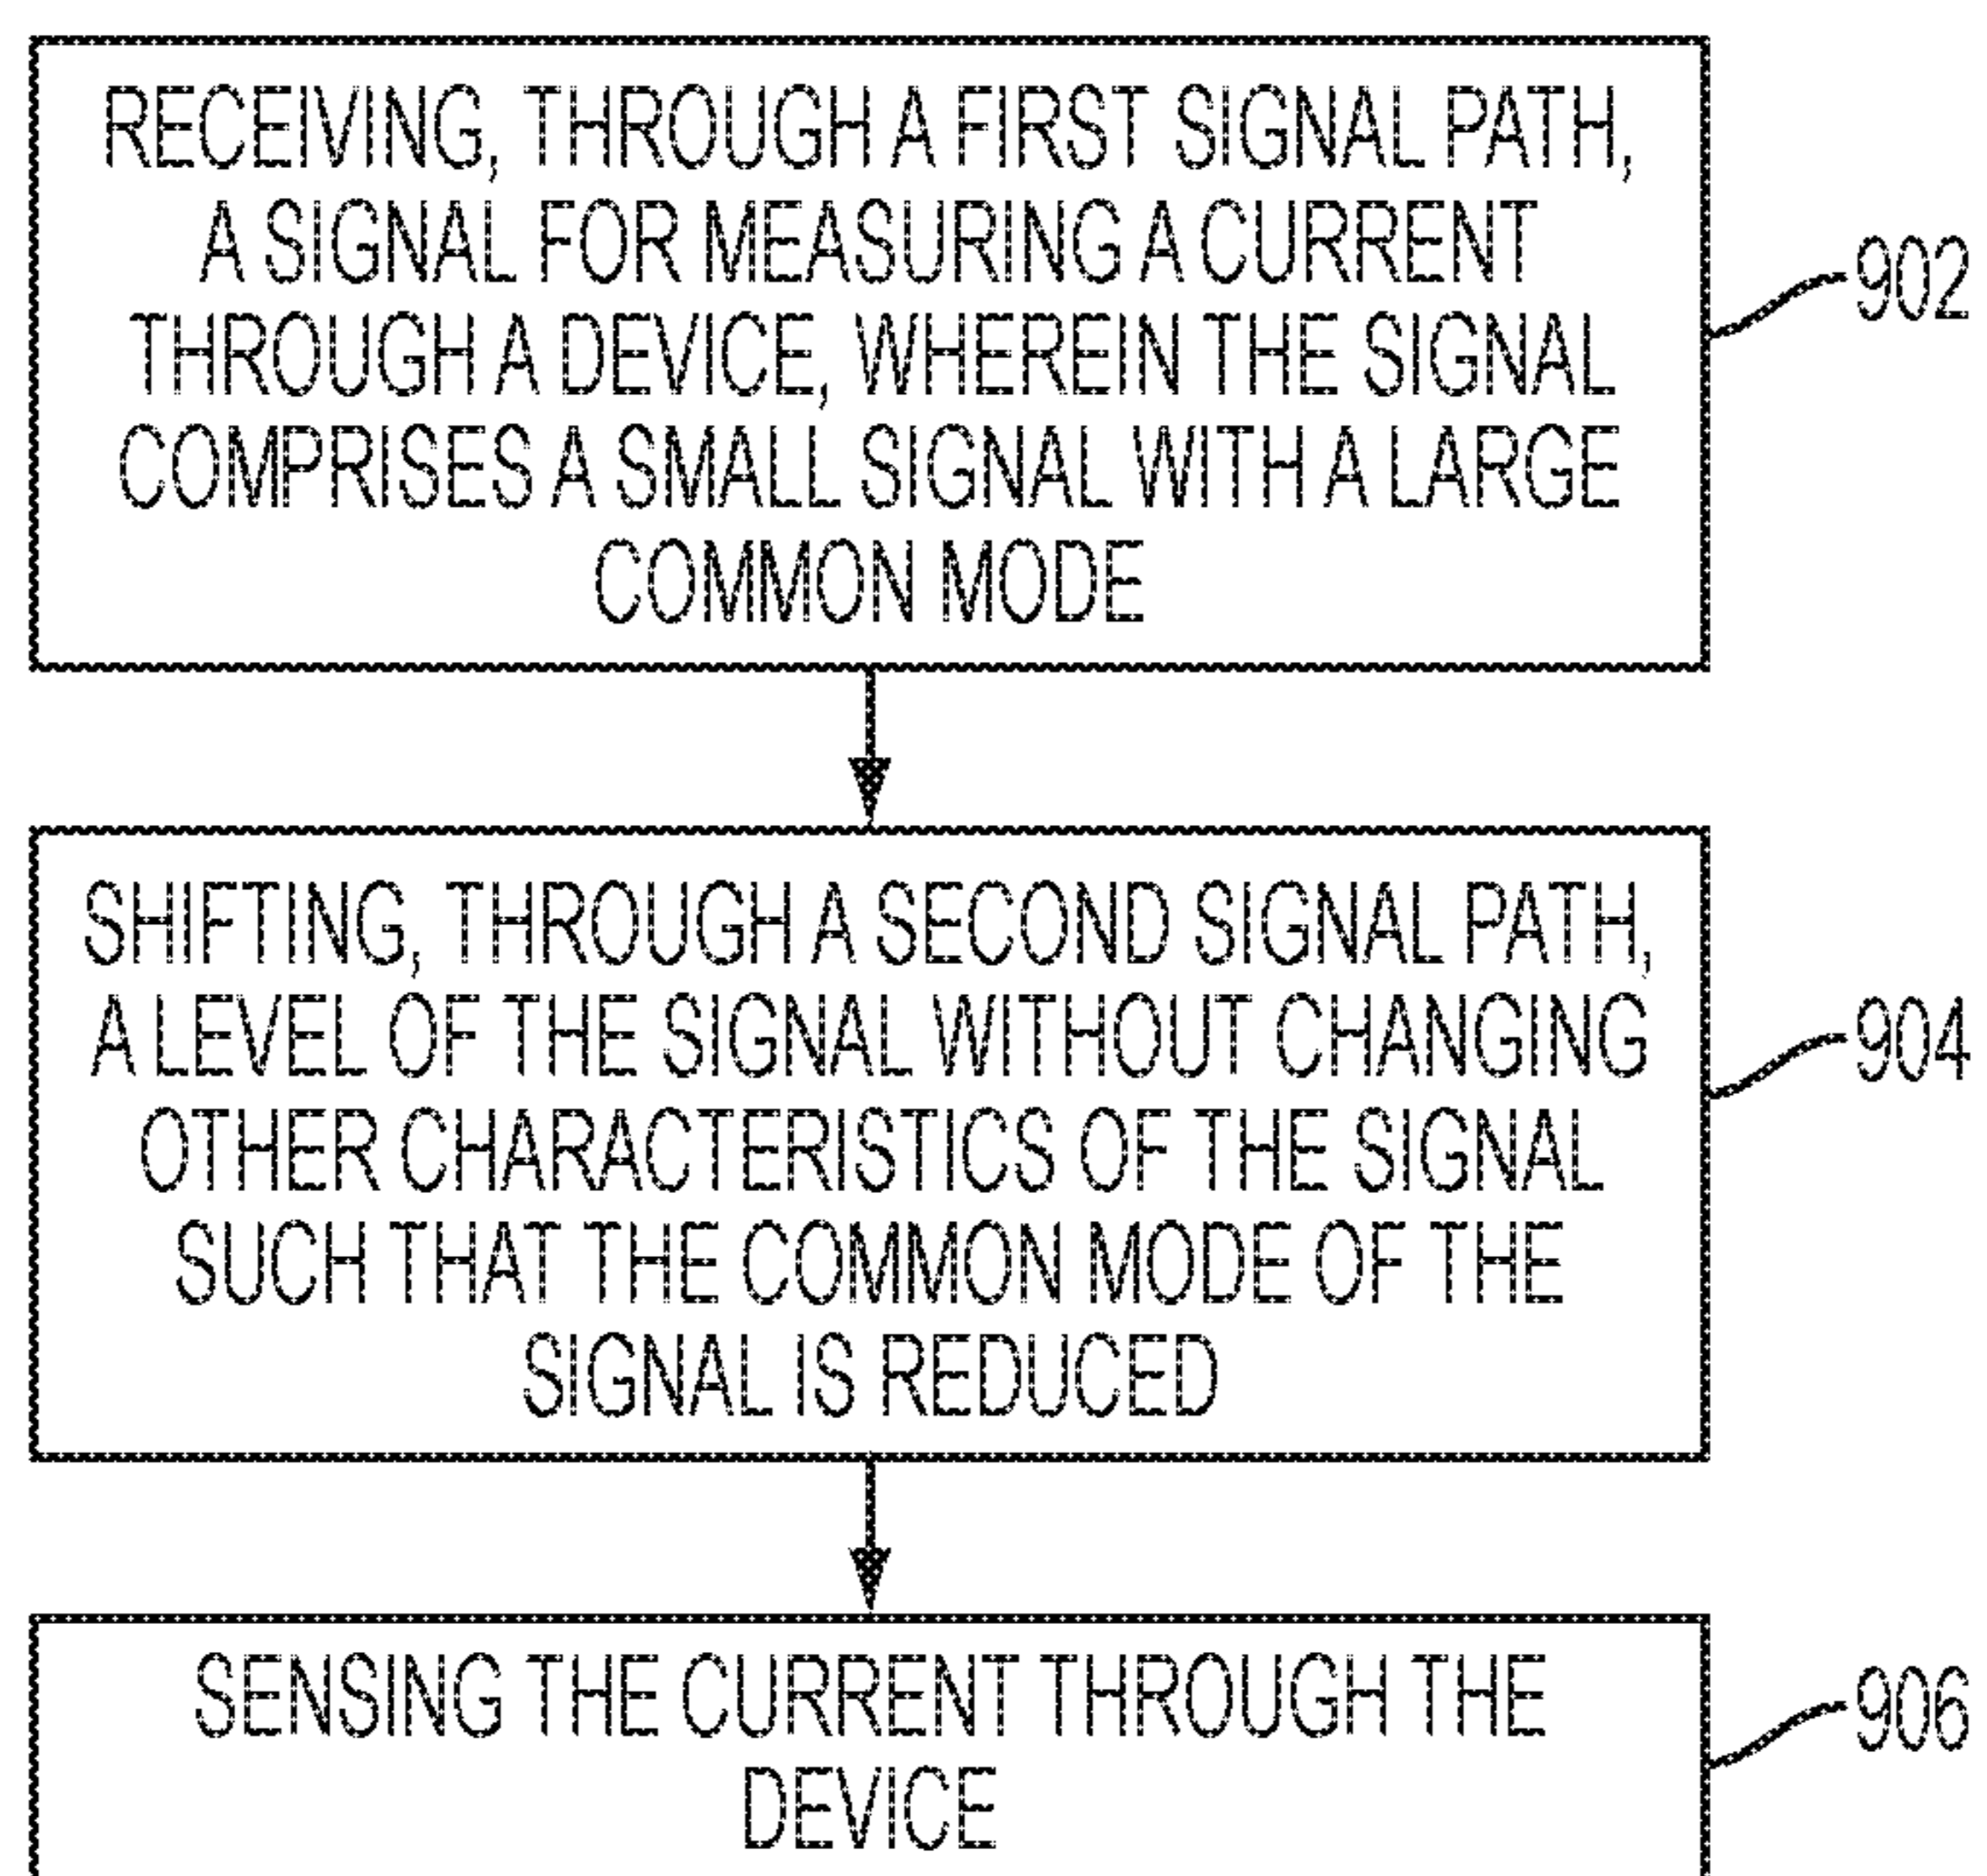 RECEIVING, THROUGH A FIRST SIGNAL PATH,
A SIGNAL FOR MEASURING A CURRENT
THROUGH A DEVICE, WHEREIN THE SIGNAL
COMPRISES A SMALL SIGNAL WITH A LARGE
COMMON MODE
902
SHIFTING, THROUGH A SECOND SIGNAL PATH,
A LEVEL OF THE SIGNAL WITHOUT CHANGING
OTHER CHARACTERISTICS OF THE SIGNAL
SUCH THAT THE COMMON MODE OF THE
SIGNAL IS REDUCED
904
SENSING THE CURRENT THROUGH THE
DEVICE
906